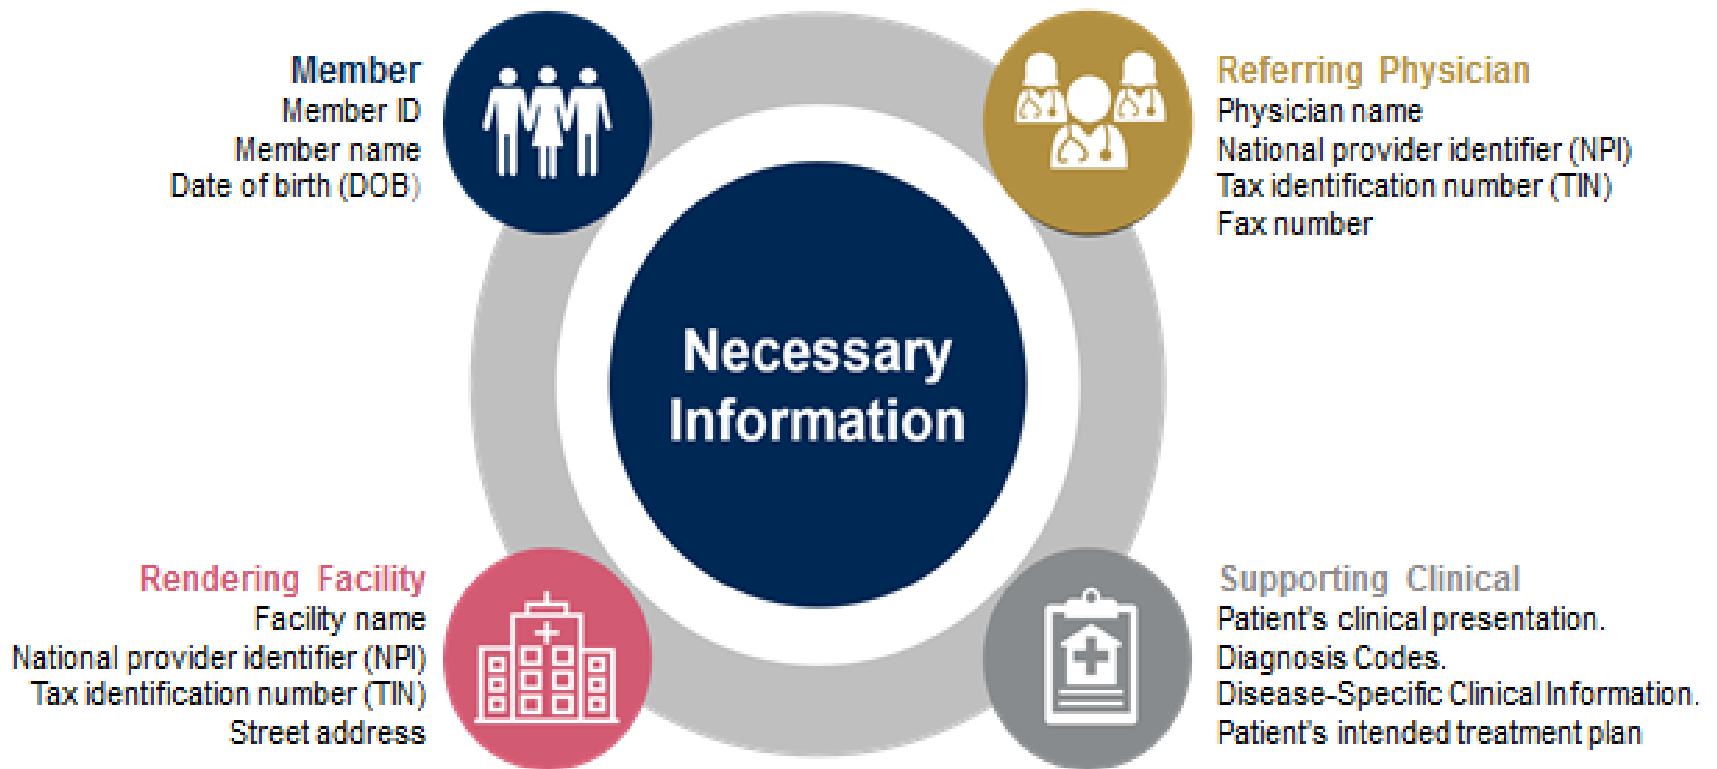 Member
Member ID
Member name
Date of birth (DOB)
Referring Physician
Physician name
National provider identifier (NPI)
Tax identification number (TIN)
Fax number
Necessary
Information
Rendering Facility
Facility name
National provider identifier (NPI)
Tax identification number (TIN)
Street address
Supporting Clinical
Patient's clinical presentation.
Diagnosis Codes.
Disease-Specific Clinical Information.
Patient's intended treatment plan